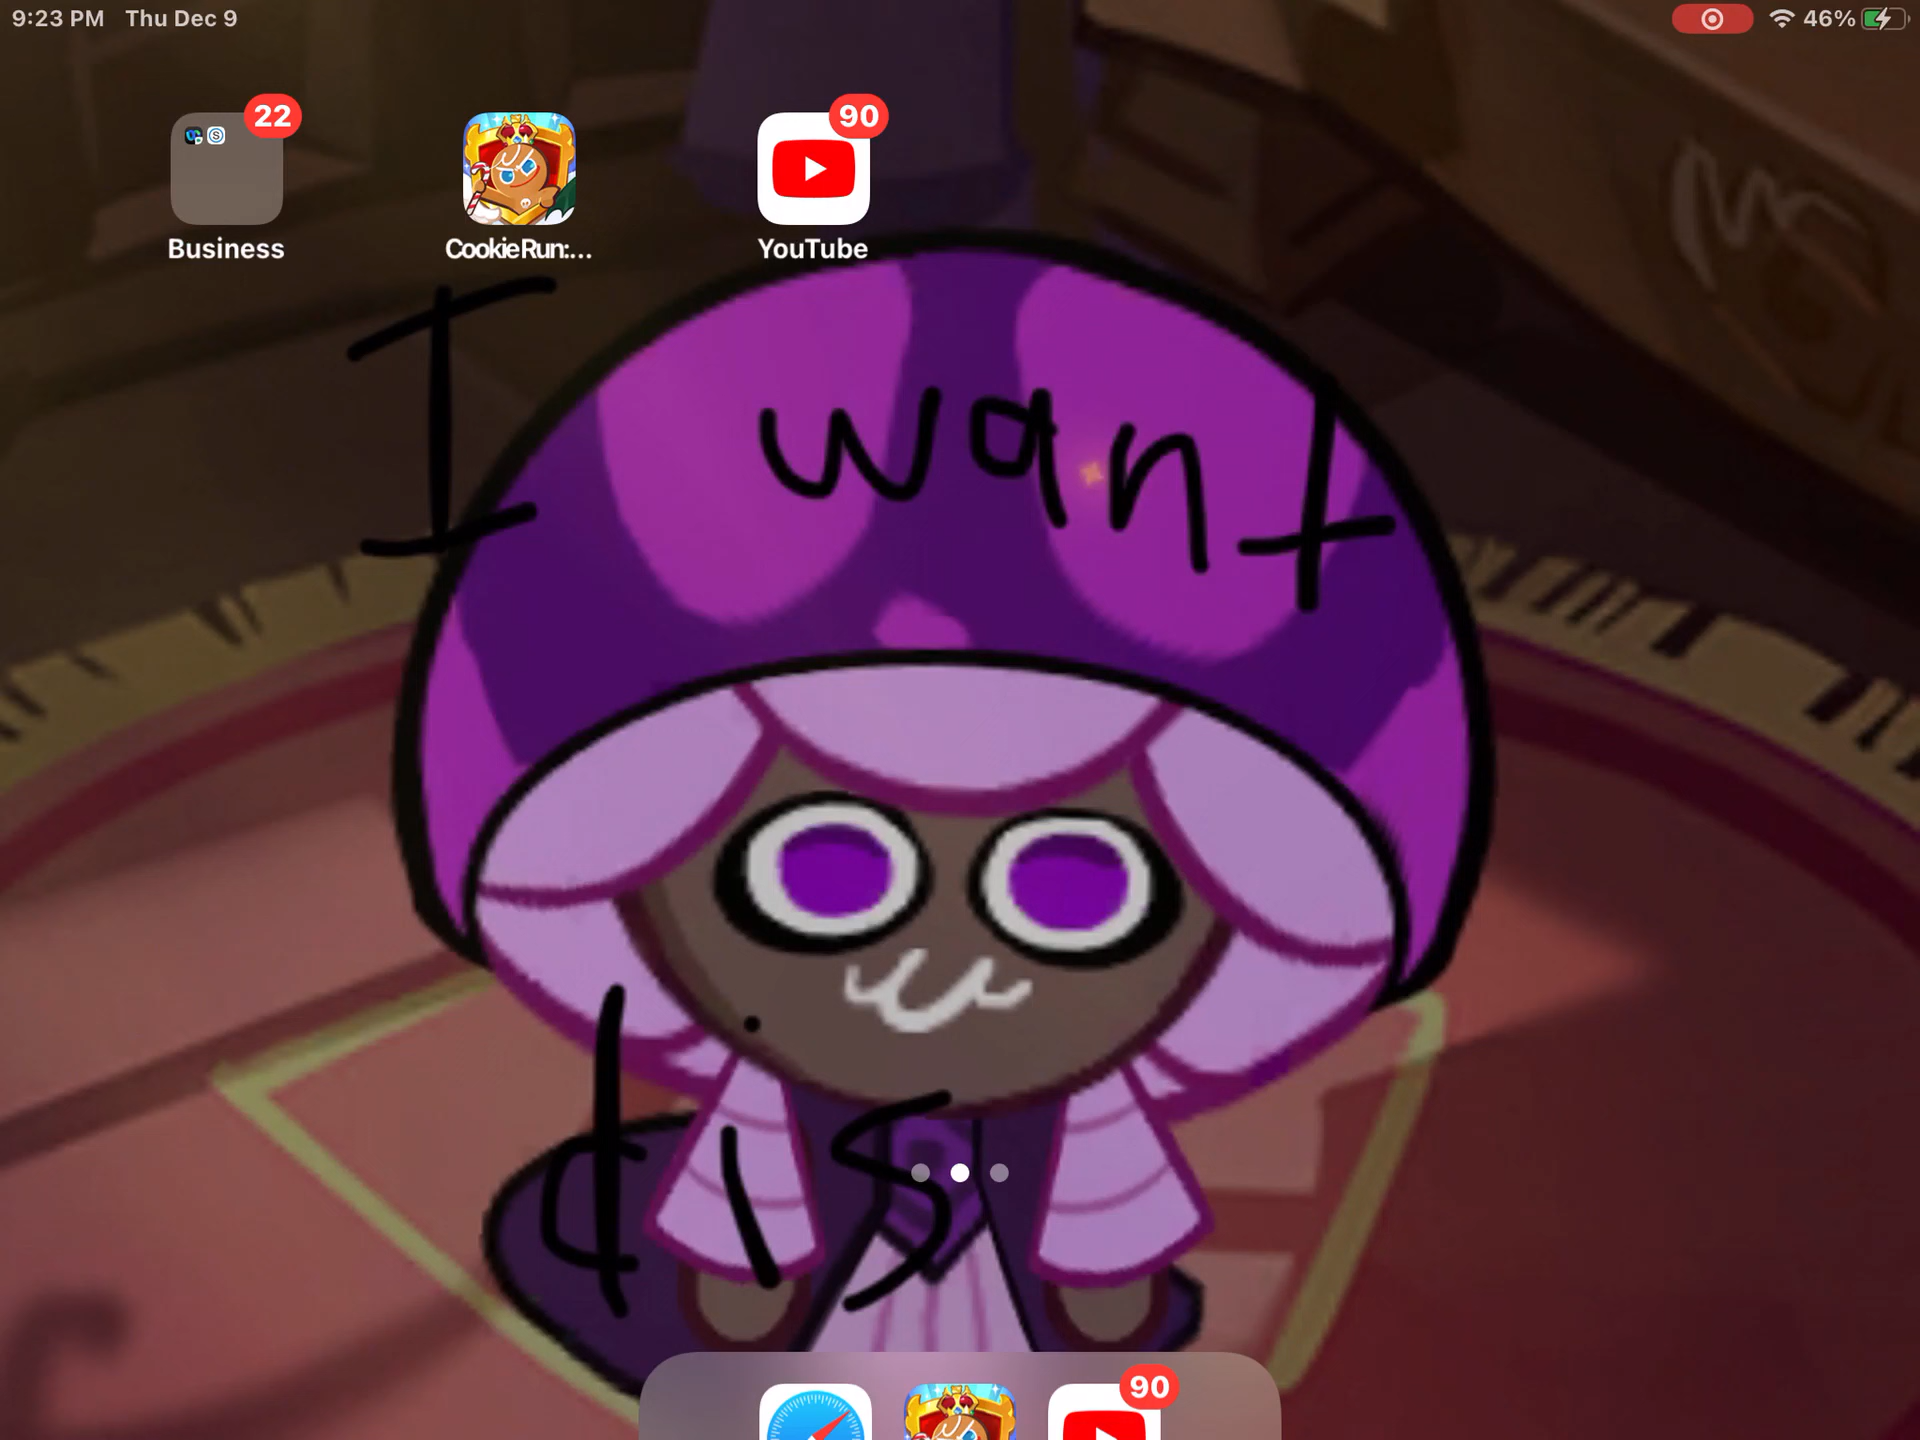 9:23 PM Thu Dec 9 46%
22 90
Business CookieRun:... YouTube
I want
dis
90